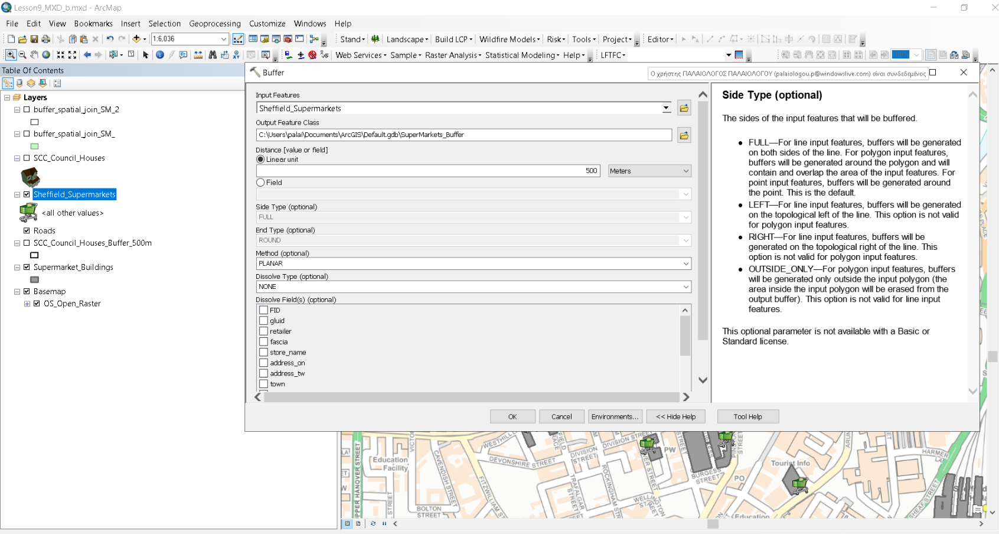 Lesson9_MXD_b.mxd - ArcMap
File Edit View Bookmarks Insert Selection Geoprocessing Customize Windows Help
1:6,036
Stand Landscape Build LCP Wildfire Models Risk Tools Project Editor
Web Services Sample Raster Analysis Statistical Modeling Help LFTFC
100%
Table Of Contents
Layers
buffer_spatial_join_SM_2
buffer_spatial_join_SM_
SCC_Council_Houses
Sheffield_Supermarkets
<all other values>
Roads
SCC_Council_Houses_Buffer_500m
Supermarket_Buildings
Basemap
OS_Open_Raster
Buffer
Ο χρήστης ΠΑΛΑΙΟΛΟΓΟΣ ΠΑΛΑΙΟΛΟΓΟΥ (palaiologou.p@windowslive.com) είναι συνδεδεμένος
Input Features
Sheffield_Supermarkets
Output Feature Class
C:\Users\palai\Documents\ArcGIS\Default.gdb\SuperMarkets_Buffer
Distance [value or field]
Linear unit
500 Meters
Field
Side Type (optional)
FULL
End Type (optional)
ROUND
Method (optional)
PLANAR
Dissolve Type (optional)
NONE
Dissolve Field(s) (optional)
FID
gluid
retailer
fascia
store_name
address_on
address_tw
town
OK Cancel Environments... << Hide Help Tool Help
Side Type (optional)
The sides of the input features that will be buffered.
• FULL—For line input features, buffers will be generated
on both sides of the line. For polygon input features,
buffers will be generated around the polygon and will
contain and overlap the area of the input features. For
point input features, buffers will be generated around
the point. This is the default.
• LEFT—For line input features, buffers will be generated
on the topological left of the line. This option is not valid
for polygon input features.
• RIGHT—For line input features, buffers will be
generated on the topological right of the line. This
option is not valid for polygon input features.
• OUTSIDE_ONLY—For polygon input features, buffers
will be generated only outside the input polygon (the
area inside the input polygon will be erased from the
output buffer). This option is not valid for line input
features.
This optional parameter is not available with a Basic or
Standard license.
DIVISION STREET
PW
DIVISION
STREET
DEVONSHIRE STREET
Education
Facility
CAVENDISH STREET
FITZWILLIAM
TRAFALGAR
ROCKINGHAM
WELLINGTON
BURGESS
STREET
PO
Tourist Info
HARMER
UPPER HANOVER STREET
STREET
BOLTON
STREET
SHEAF STREET
Education